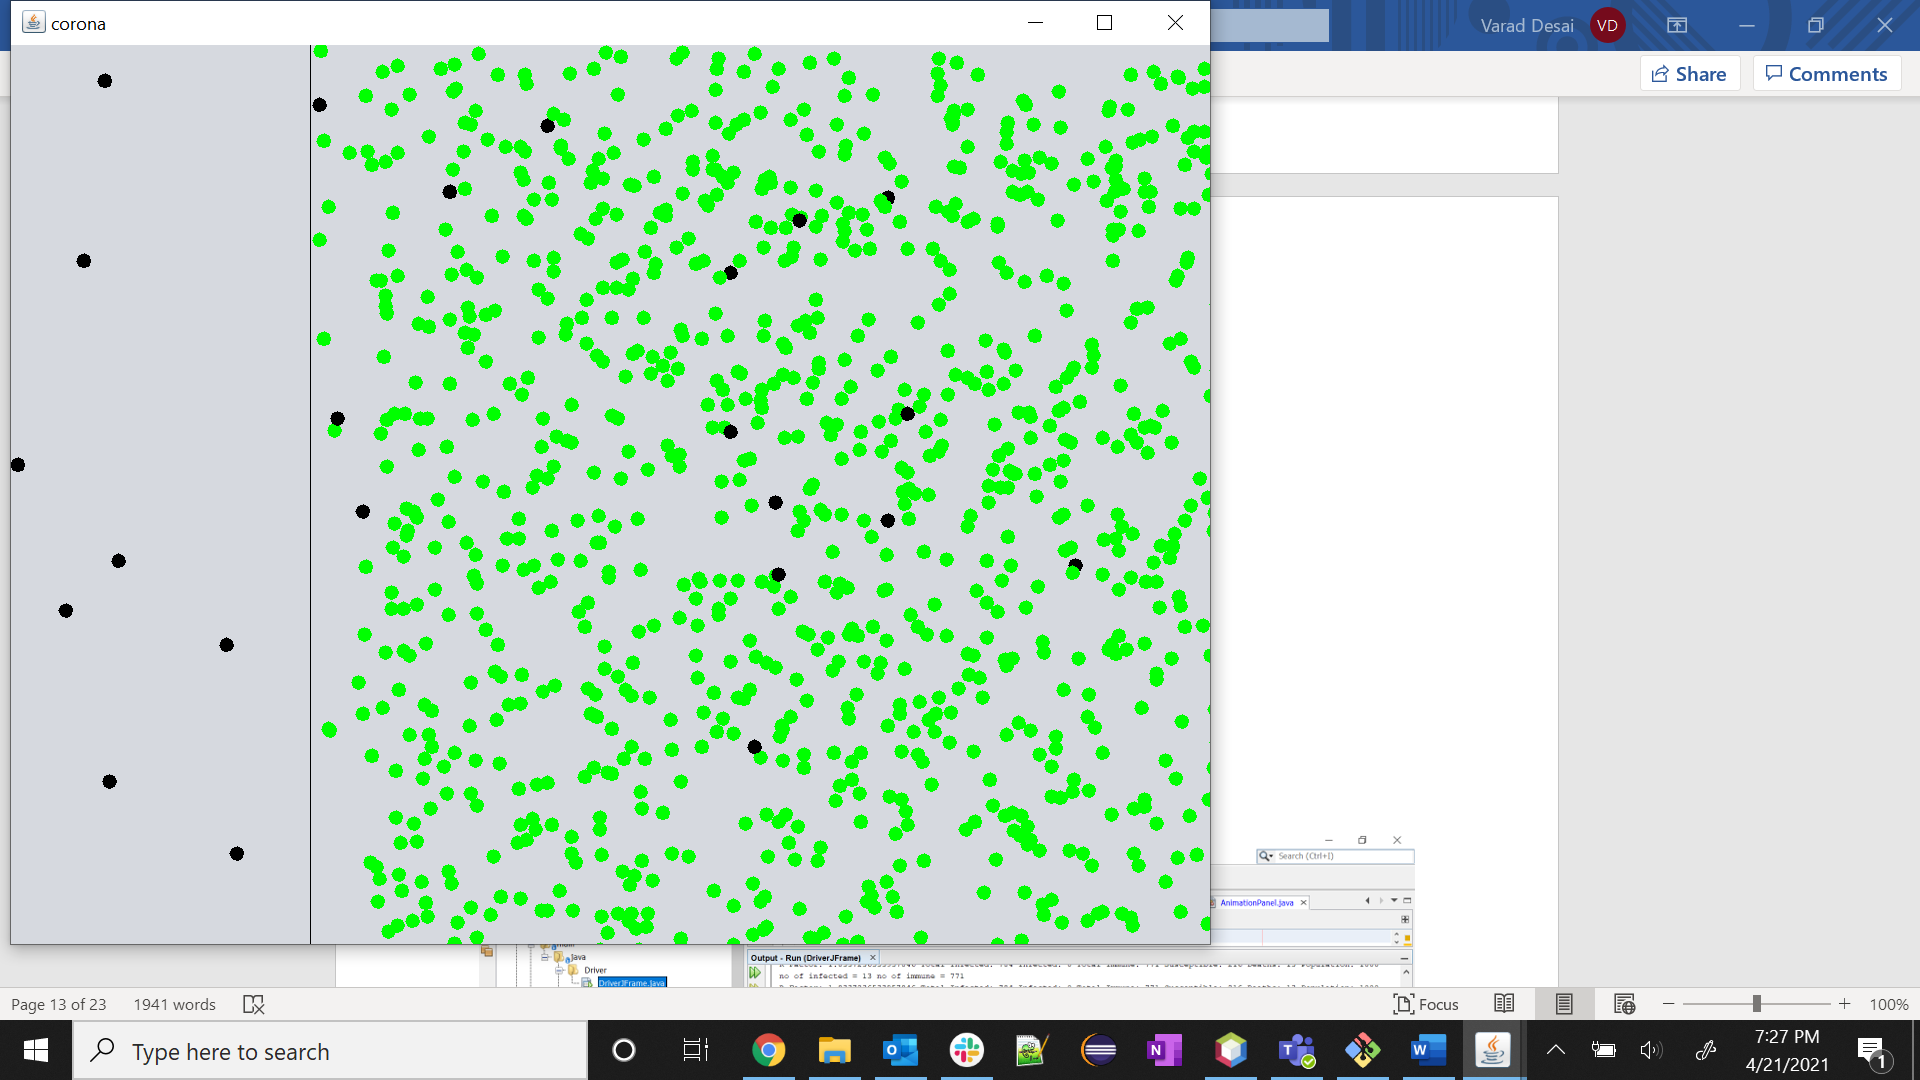 corona
Varad Desai VD
Share Comments
Search (Ctrl+I)
AnimationPanel.java
java
Driver
DriverJFrame.java
Output - Run (DriverJFrame)
no of infected = 13 no of immune = 771
Page 13 of 23 1941 words
Focus
100%
Type here to search
7:27 PM
4/21/2021
1